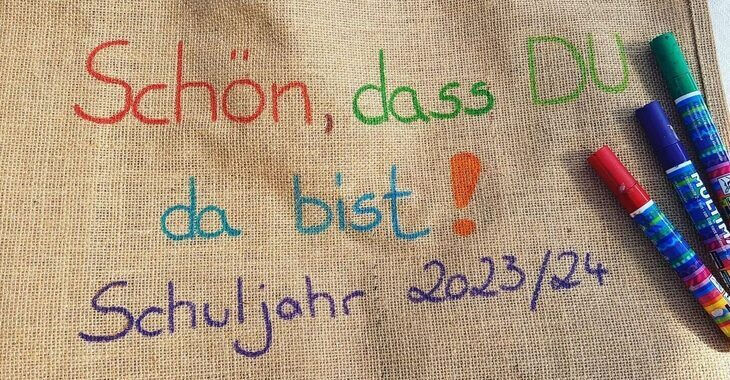 Schön, dass DU
da bist!
Schuljahr 2023/24